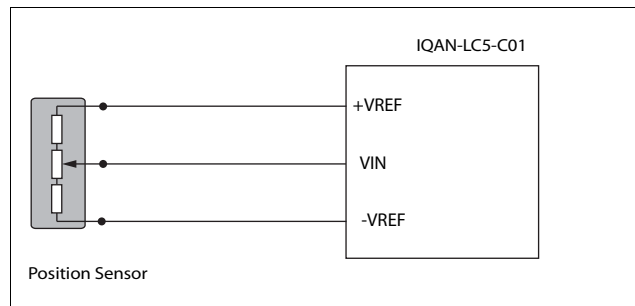 IQAN-LC5-C01
+VREF
VIN
-VREF
Position Sensor